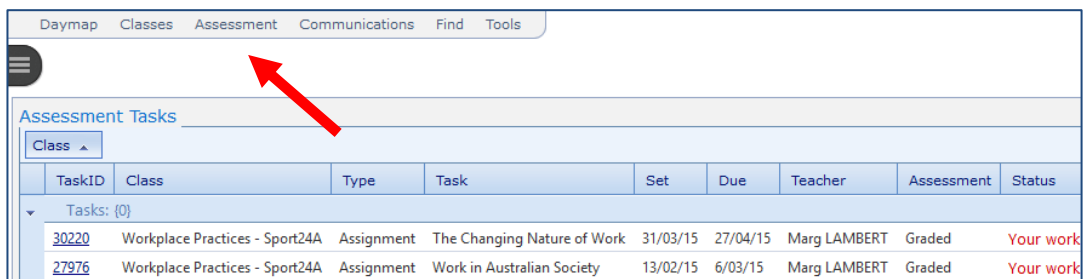 Daymap Classes Assessment Communications Find Tools
Assessment Tasks
Class
TaskID Class Type Task Set Due Teacher Assessment Status
Tasks: {0}
30220 Workplace Practices - Sport24A Assignment The Changing Nature of Work 31/03/15 27/04/15 Marg LAMBERT Graded Your work
27976 Workplace Practices - Sport24A Assignment Work in Australian Society 13/02/15 6/03/15 Marg LAMBERT Graded Your work